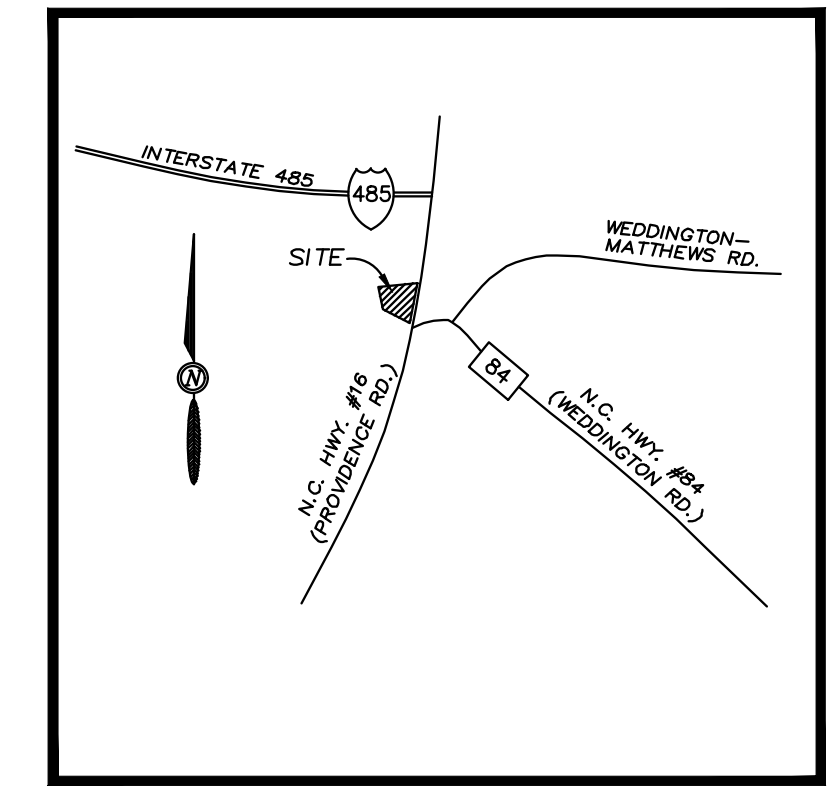 INTERSTATE 485
485
SITE
WEDDINGTON–
MATTHEWS RD.
N
84
N.C. HWY. #16
(PROVIDENCE RD.)
N.C. HWY. #84
(WEDDINGTON RD.)